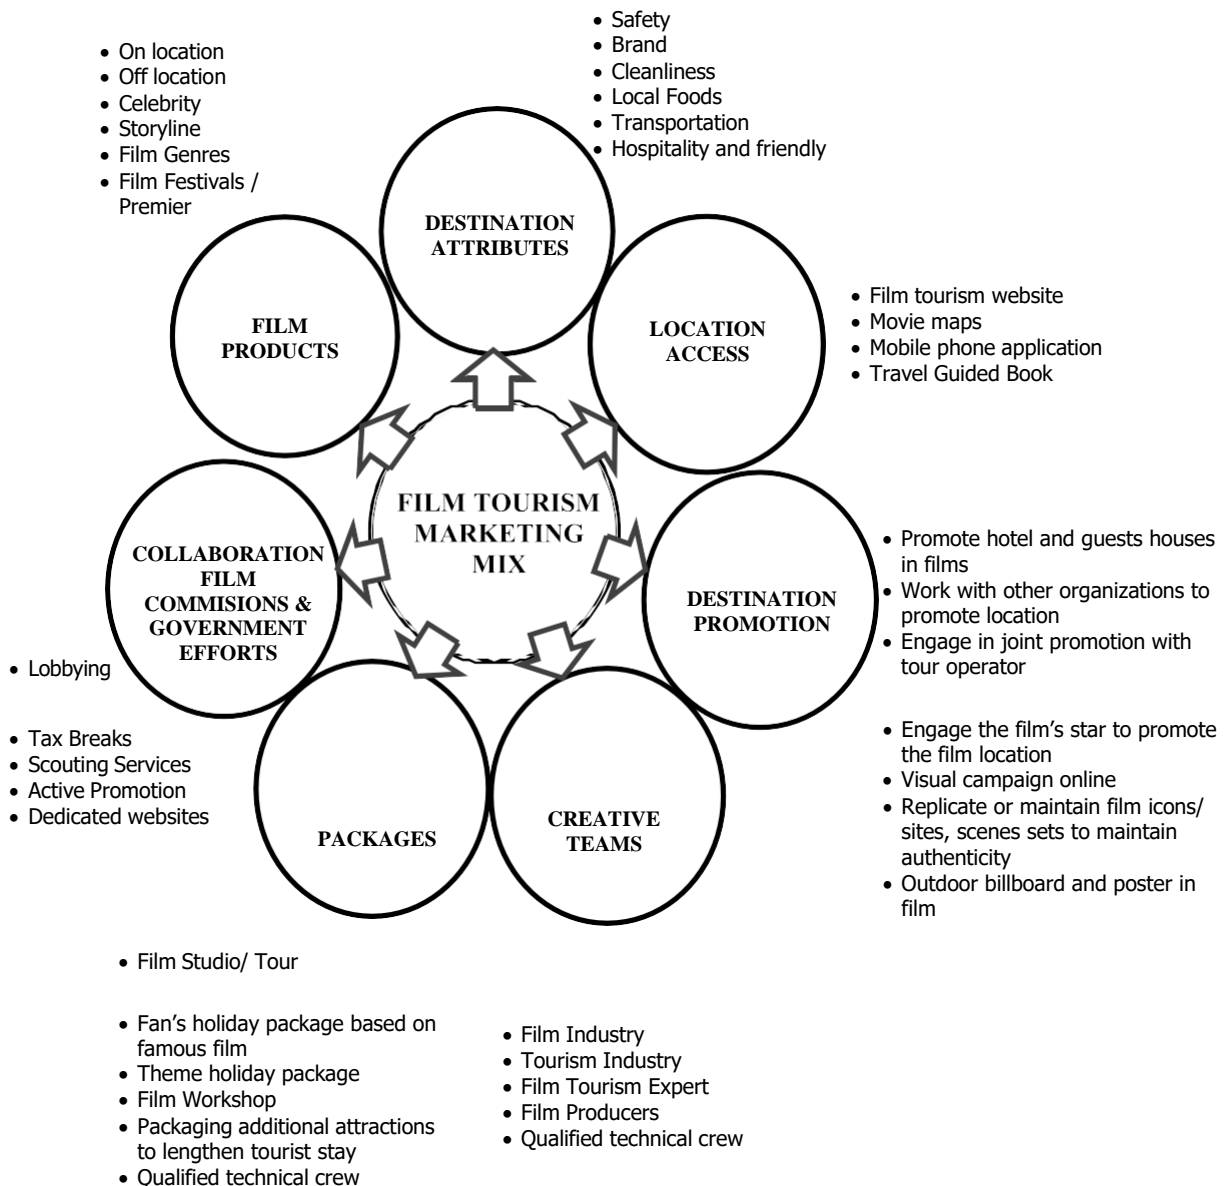 • Safety
• Brand
• Cleanliness
• Local Foods
• Transportation
• Hospitality and friendly
• On location
• Off location
• Celebrity
• Storyline
• Film Genres
• Film Festivals /
Premier
DESTINATION
ATTRIBUTES
FILM
PRODUCTS
LOCATION
ACCESS
• Film tourism website
• Movie maps
• Mobile phone application
• Travel Guided Book
FILM TOURISM
MARKETING
MIX
COLLABORATION
FILM
COMMISIONS &
GOVERNMENT
EFFORTS
DESTINATION
PROMOTION
• Promote hotel and guests houses
in films
• Work with other organizations to
promote location
• Engage in joint promotion with
tour operator
• Engage the film’s star to promote
the film location
• Visual campaign online
• Replicate or maintain film icons/
sites, scenes sets to maintain
authenticity
• Outdoor billboard and poster in
film
• Lobbying
• Tax Breaks
• Scouting Services
• Active Promotion
• Dedicated websites
PACKAGES
CREATIVE
TEAMS
• Film Studio/ Tour
• Fan’s holiday package based on
famous film
• Theme holiday package
• Film Workshop
• Packaging additional attractions
to lengthen tourist stay
• Qualified technical crew
• Film Industry
• Tourism Industry
• Film Tourism Expert
• Film Producers
• Qualified technical crew